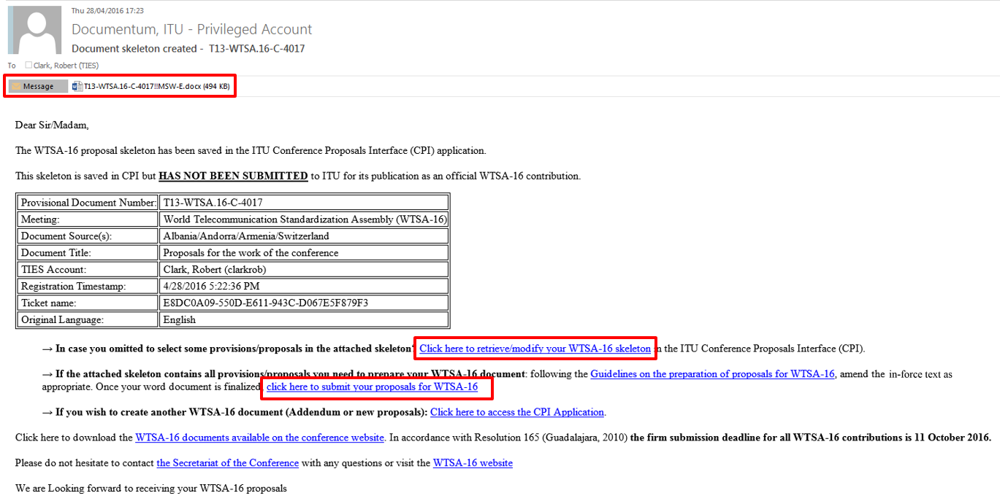 Thu 28/04/2016 17:23
Documentum, ITU - Privileged Account
Document skeleton created - T13-WTSA.16-C-4017
To Clark, Robert (TIES)
Message T13-WTSA.16-C-4017!!MSW-E.docx (494 KB)
Dear Sir/Madam,
The WTSA-16 proposal skeleton has been saved in the ITU Conference Proposals Interface (CPI) application.
This skeleton is saved in CPI but HAS NOT BEEN SUBMITTED to ITU for its publication as an official WTSA-16 contribution.
Provisional Document Number: T13-WTSA.16-C-4017
Meeting: World Telecommunication Standardization Assembly (WTSA-16)
Document Source(s): Albania/Andorra/Armenia/Switzerland
Document Title: Proposals for the work of the conference
TIES Account: Clark, Robert (clarkrob)
Registration Timestamp: 4/28/2016 5:22:36 PM
Ticket name: E8DC0A09-550D-E611-943C-D067E5F879F3
Original Language: English
→ In case you omitted to select some provisions/proposals in the attached skeleton? Click here to retrieve/modify your WTSA-16 skeleton in the ITU Conference Proposals Interface (CPI).
→ If the attached skeleton contains all provisions/proposals you need to prepare your WTSA-16 document: following the Guidelines on the preparation of proposals for WTSA-16, amend the in-force text as
appropriate. Once your word document is finalized, click here to submit your proposals for WTSA-16
→ If you wish to create another WTSA-16 document (Addendum or new proposals): Click here to access the CPI Application.
Click here to download the WTSA-16 documents available on the conference website. In accordance with Resolution 165 (Guadalajara, 2010) the firm submission deadline for all WTSA-16 contributions is 11 October 2016.
Please do not hesitate to contact the Secretariat of the Conference with any questions or visit the WTSA-16 website
We are Looking forward to receiving your WTSA-16 proposals